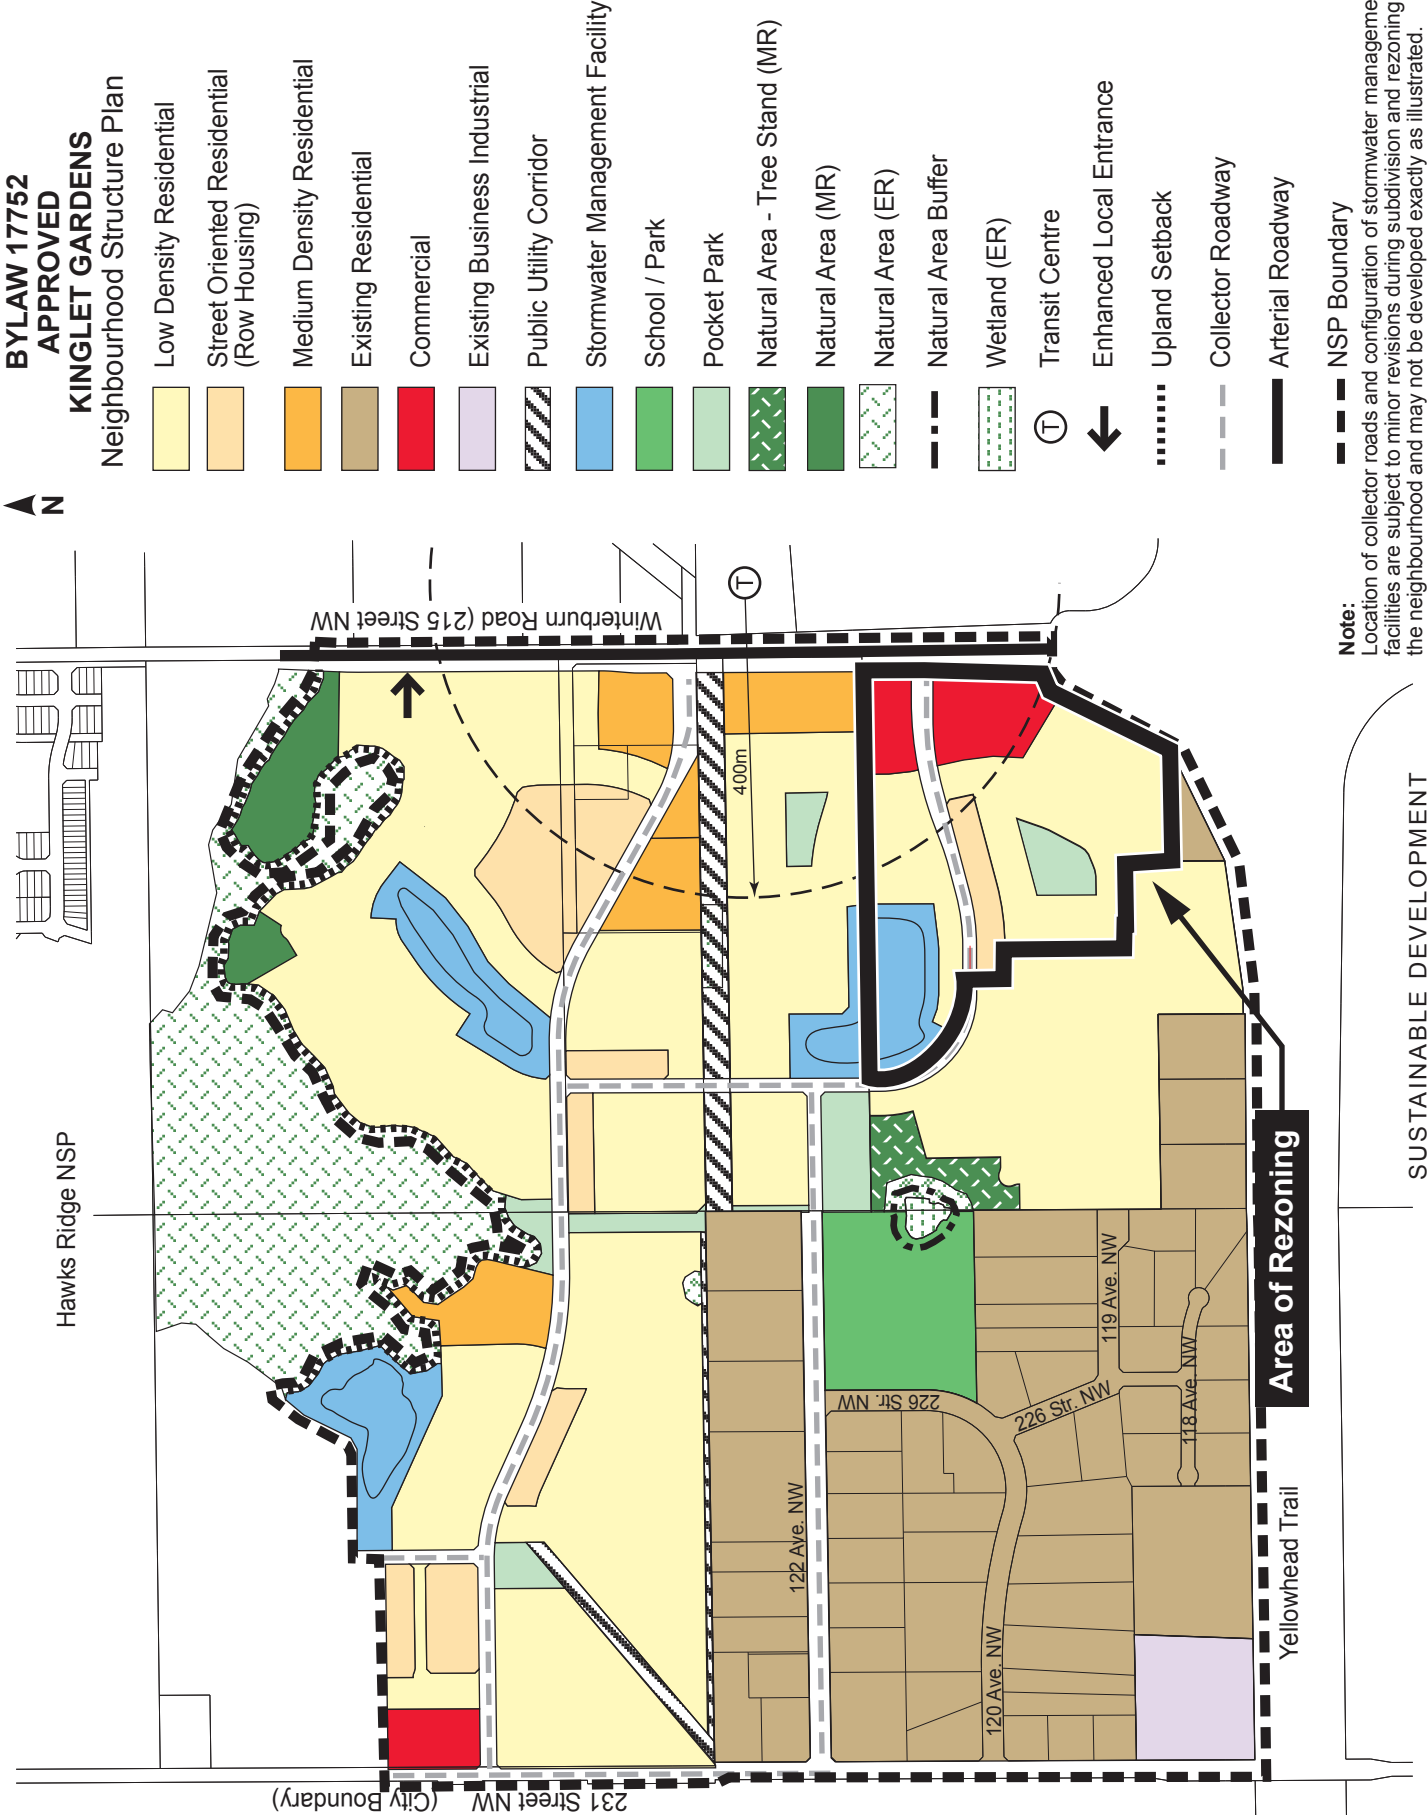 BYLAW 17752
APPROVED
KINGLET GARDENS
Neighbourhood Structure Plan
Low Density Residential
Street Oriented Residential
(Row Housing)
Medium Density Residential
Existing Residential
Commercial
Existing Business Industrial
Public Utility Corridor
Stormwater Management Facility
School / Park
Pocket Park
Natural Area - Tree Stand (MR)
Natural Area (MR)
Natural Area (ER)
Natural Area Buffer
Wetland (ER)
T
Transit Centre
Enhanced Local Entrance
Upland Setback
Collector Roadway
Arterial Roadway
NSP Boundary
Note:
Location of collector roads and configuration of stormwater manageme
facilities are subject to minor revisions during subdivision and rezoning
the neighbourhood and may not be developed exactly as illustrated.
N
Hawks Ridge NSP
Winterburn Road (215 Street NW
T
400m
231 Street NW
(City Boundary)
122 Ave. NW
226 Str. NW
226 Str. NW
119 Ave. NW
118 Ave. NW
120 Ave. NW
Area of Rezoning
Yellowhead Trail
SUSTAINABLE DEVELOPMENT